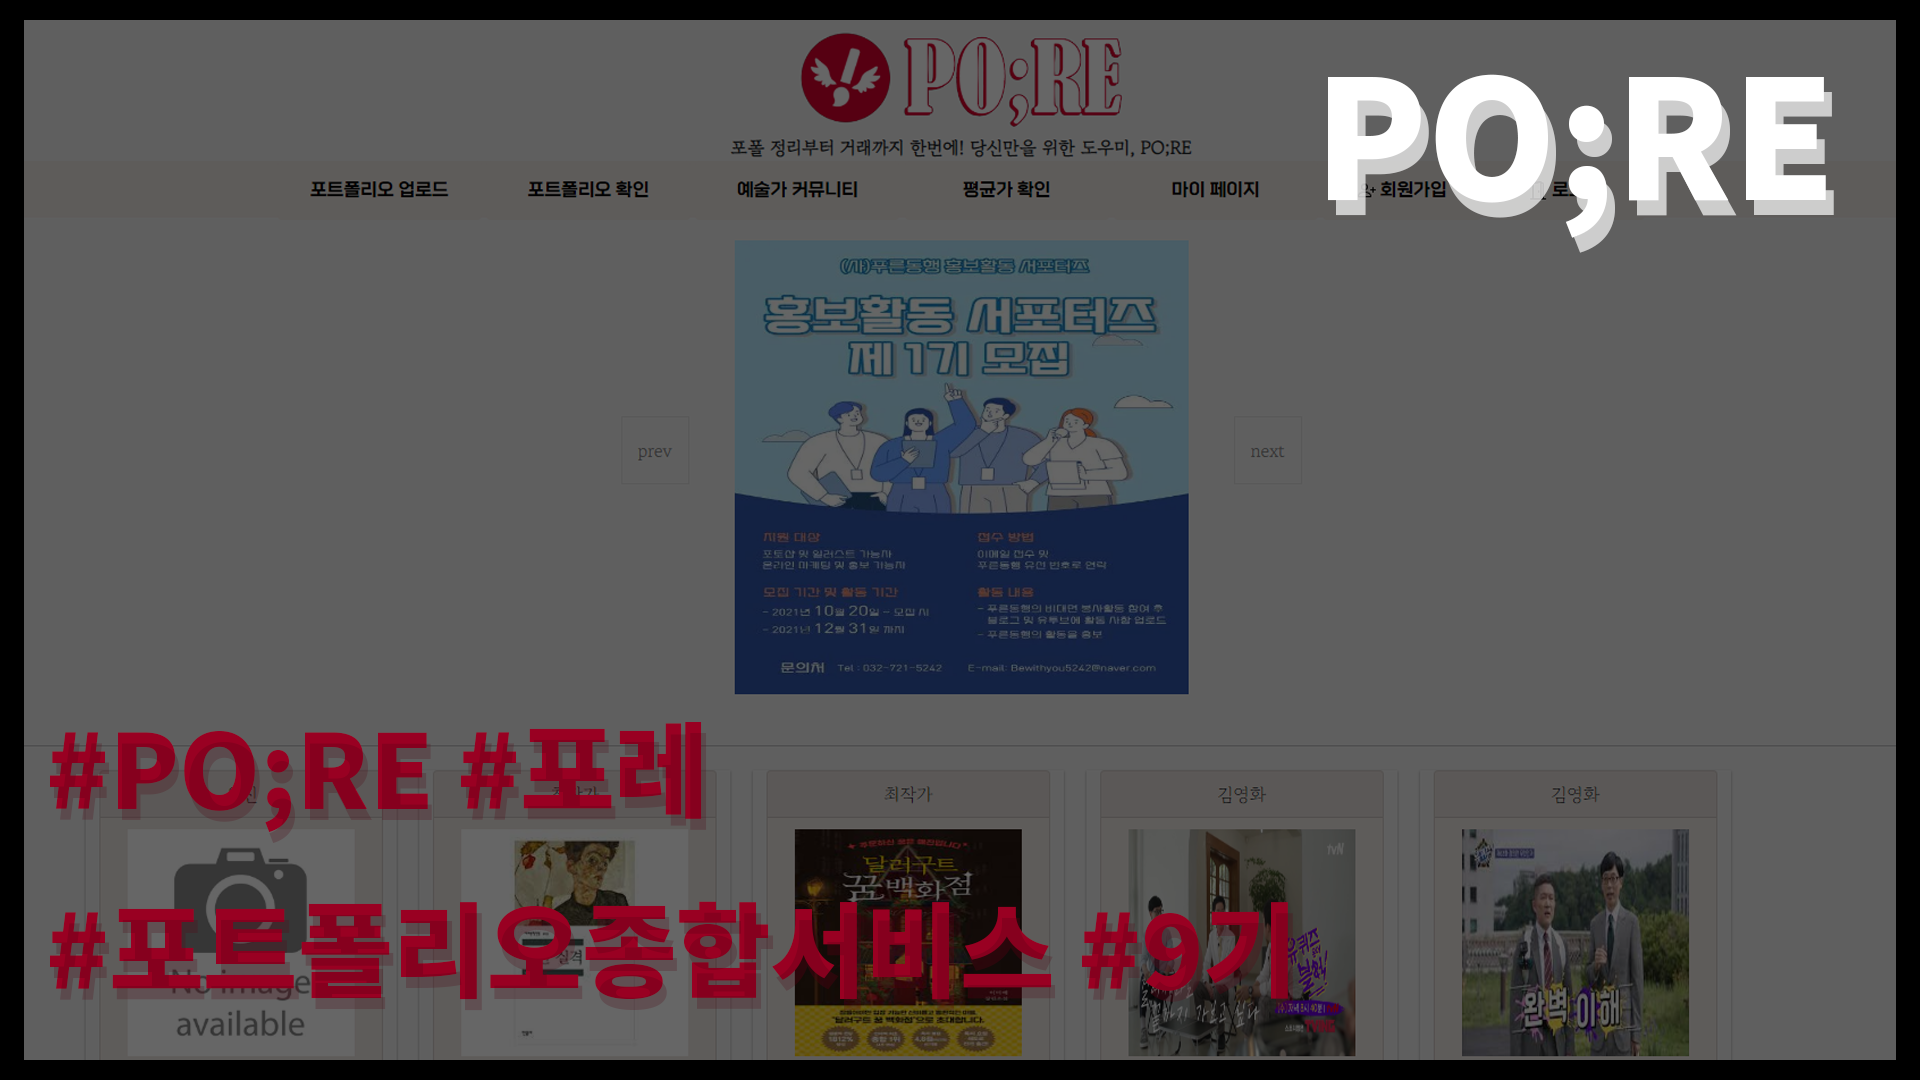 PO;RE
PO;RE
포폴 정리부터 거래까지 한번에! 당신만을 위한 도우미, PO;RE
포트폴리오 업로드 포트폴리오 확인 예술가 커뮤니티 평균가 확인 마이 페이지 회원가입
(사)푸른동행 홍보활동 서포터즈
홍보활동 서포터즈
제 1기 모집
prev
next
지원 대상
포토샵 및 일러스트 가능자
온라인 마케팅 및 홍보 가능자
접수 방법
이메일 접수 및
푸른동행 유선 번호로 연락
모집 기간 및 활동 기간
- 2021년 10월 20일 - 모집 시
- 2021년 12월 31일 까지
활동 내용
- 푸른동행의 비대면 봉사활동 참여 후
블로그 및 유투브에 활동 사항 업로드
- 푸른동행의 활동을 홍보
문의처 Tel : 032-721-5242 E-mail: Bewithyou5242@naver.com
#PO;RE #포레
최작가
김영화
김영화
달러구트
꿈 백화점
tvN
#포트폴리오종합서비스 #9기
No image
available
유퀴즈
완벽 이해